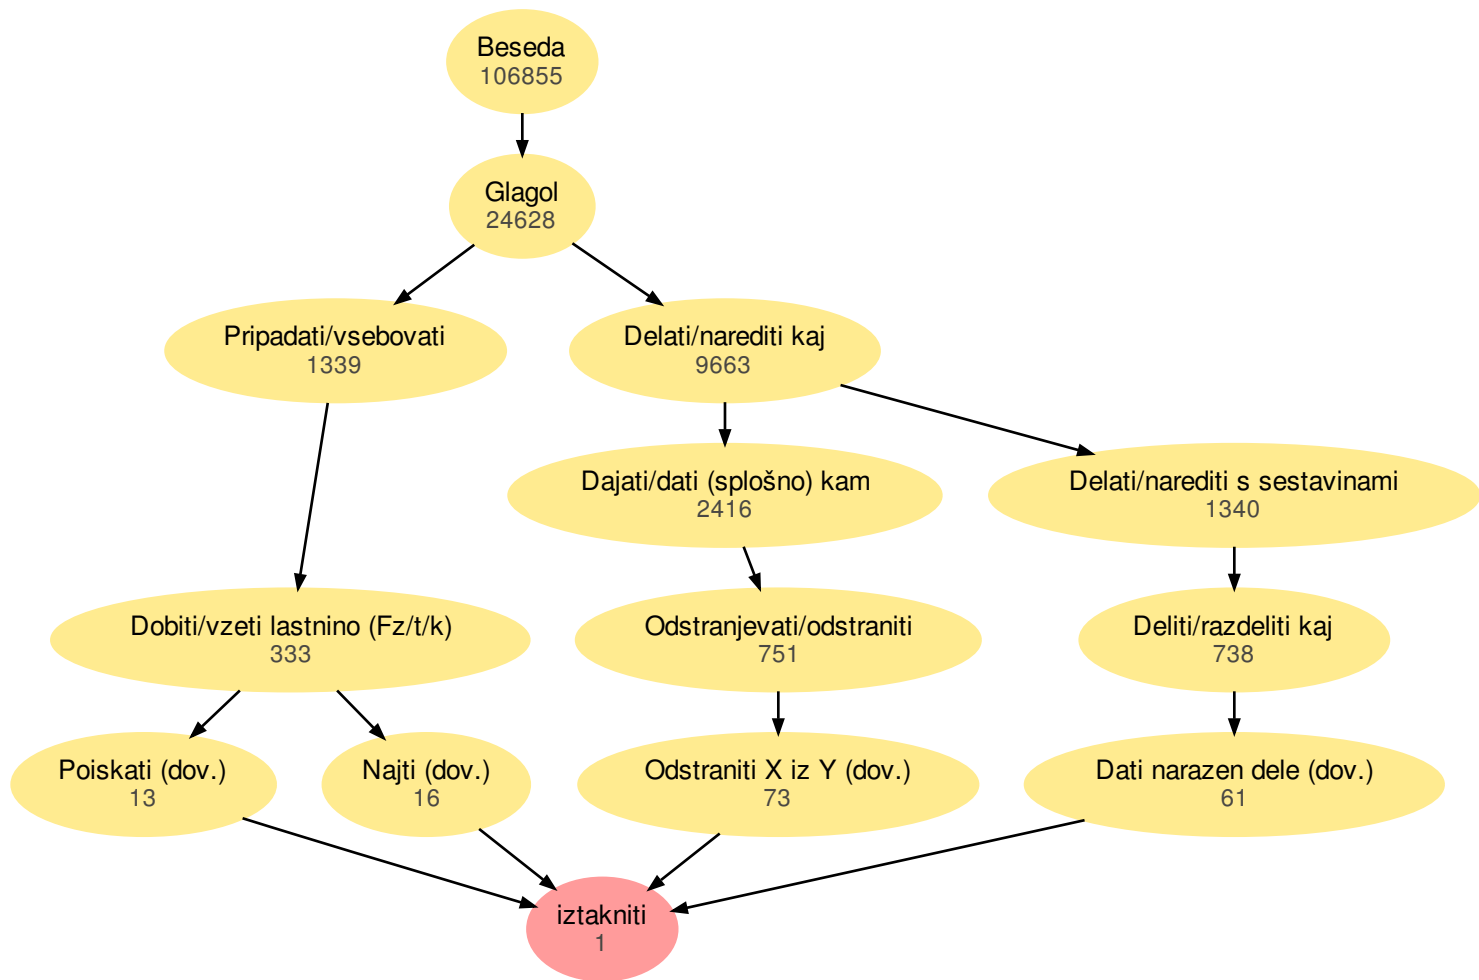 Beseda
106855
Glagol
24628
Pripadati/vsebovati
1339
Delati/narediti kaj
9663
Dajati/dati (splošno) kam
2416
Delati/narediti s sestavinami
1340
Dobiti/vzeti lastnino (Fz/t/k)
333
Odstranjevati/odstraniti
751
Deliti/razdeliti kaj
738
Poiskati (dov.)
13
Najti (dov.)
16
Odstraniti X iz Y (dov.)
73
Dati narazen dele (dov.)
61
iztakniti
1